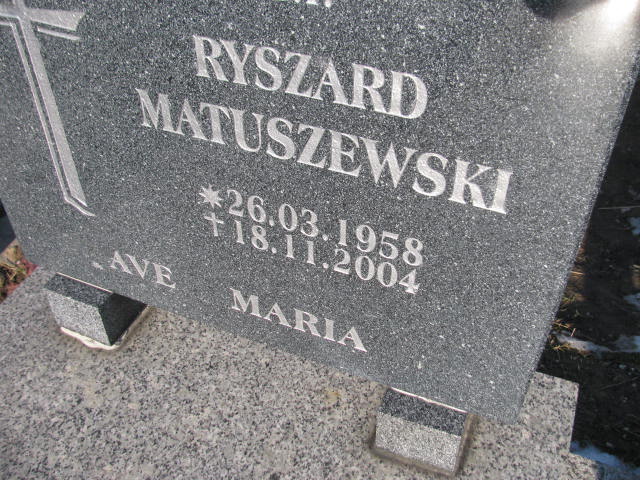 RYSZARD
MATUSZEWSKI
* 26.03.1958
† 18.11.2004
AVE MARIA